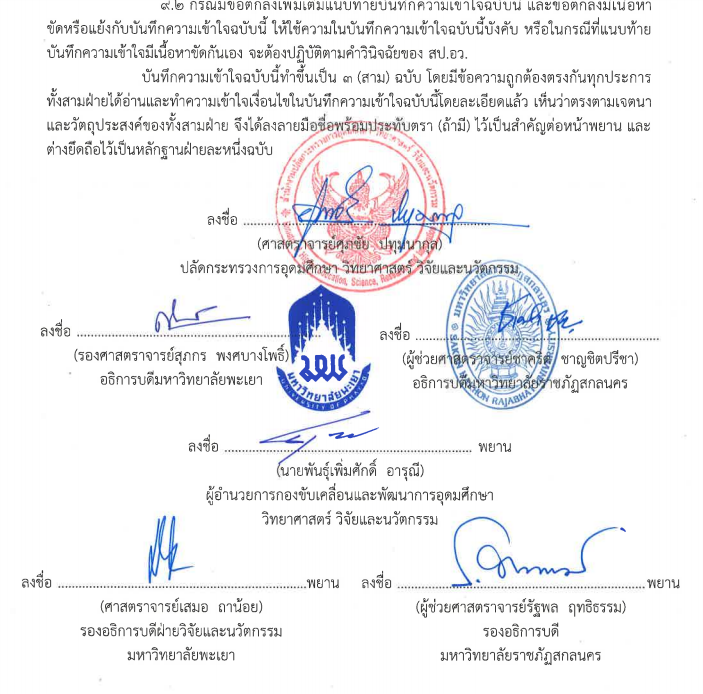 ๙.๒ กรณีมีข้อตกลงเพิ่มเติมแนบท้ายบันทึกความเข้าใจฉบับนี้ และข้อตกลงมีเนื้อหา
ขัดหรือแย้งกับบันทึกความเข้าใจฉบับนี้ ให้ใช้ความในบันทึกความเข้าใจฉบับนี้บังคับ หรือในกรณีที่แนบท้าย
บันทึกความเข้าใจมีเนื้อหาขัดกันเอง จะต้องปฏิบัติตามคำวินิจฉัยของ สป.อว.
บันทึกความเข้าใจฉบับนี้ทำขึ้นเป็น ๓ (สาม) ฉบับ โดยมีข้อความถูกต้องตรงกันทุกประการ
ทั้งสามฝ่ายได้อ่านและทำความเข้าใจเงื่อนไขในบันทึกความเข้าใจฉบับนี้โดยละเอียดแล้ว เห็นว่าตรงตามเจตนา
และวัตถุประสงค์ของทั้งสามฝ่าย จึงได้ลงลายมือชื่อพร้อมประทับตรา (ถ้ามี) ไว้เป็นสำคัญต่อหน้าพยาน และ
ต่างยึดถือไว้เป็นหลักฐานฝ่ายละหนึ่งฉบับ
ลงชื่อ
(ศาสตราจารย์ศุภชัย ปทุมนากุล)
ปลัดกระทรวงการอุดมศึกษา วิทยาศาสตร์ วิจัยและนวัตกรรม
ลงชื่อ
(รองศาสตราจารย์สุภกร พงศบางโพธิ์)
อธิการบดีมหาวิทยาลัยพะเยา
มหาวิทยาลัยพะเยา
UNIVERSITY OF PHAYAO
ลงชื่อ
(ผู้ช่วยศาสตราจารย์ชาคริต ชาญชิตปรีชา)
อธิการบดีมหาวิทยาลัยราชภัฏสกลนคร
ลงชื่อ พยาน
(นายพันธุ์เพิ่มศักดิ์ อารุณี)
ผู้อำนวยการกองขับเคลื่อนและพัฒนาการอุดมศึกษา
วิทยาศาสตร์ วิจัยและนวัตกรรม
ลงชื่อ พยาน
(ศาสตราจารย์เสมอ ถาน้อย)
รองอธิการบดีฝ่ายวิจัยและนวัตกรรม
มหาวิทยาลัยพะเยา
ลงชื่อ พยาน
(ผู้ช่วยศาสตราจารย์รัฐพล ฤทธิธรรม)
รองอธิการบดี
มหาวิทยาลัยราชภัฏสกลนคร